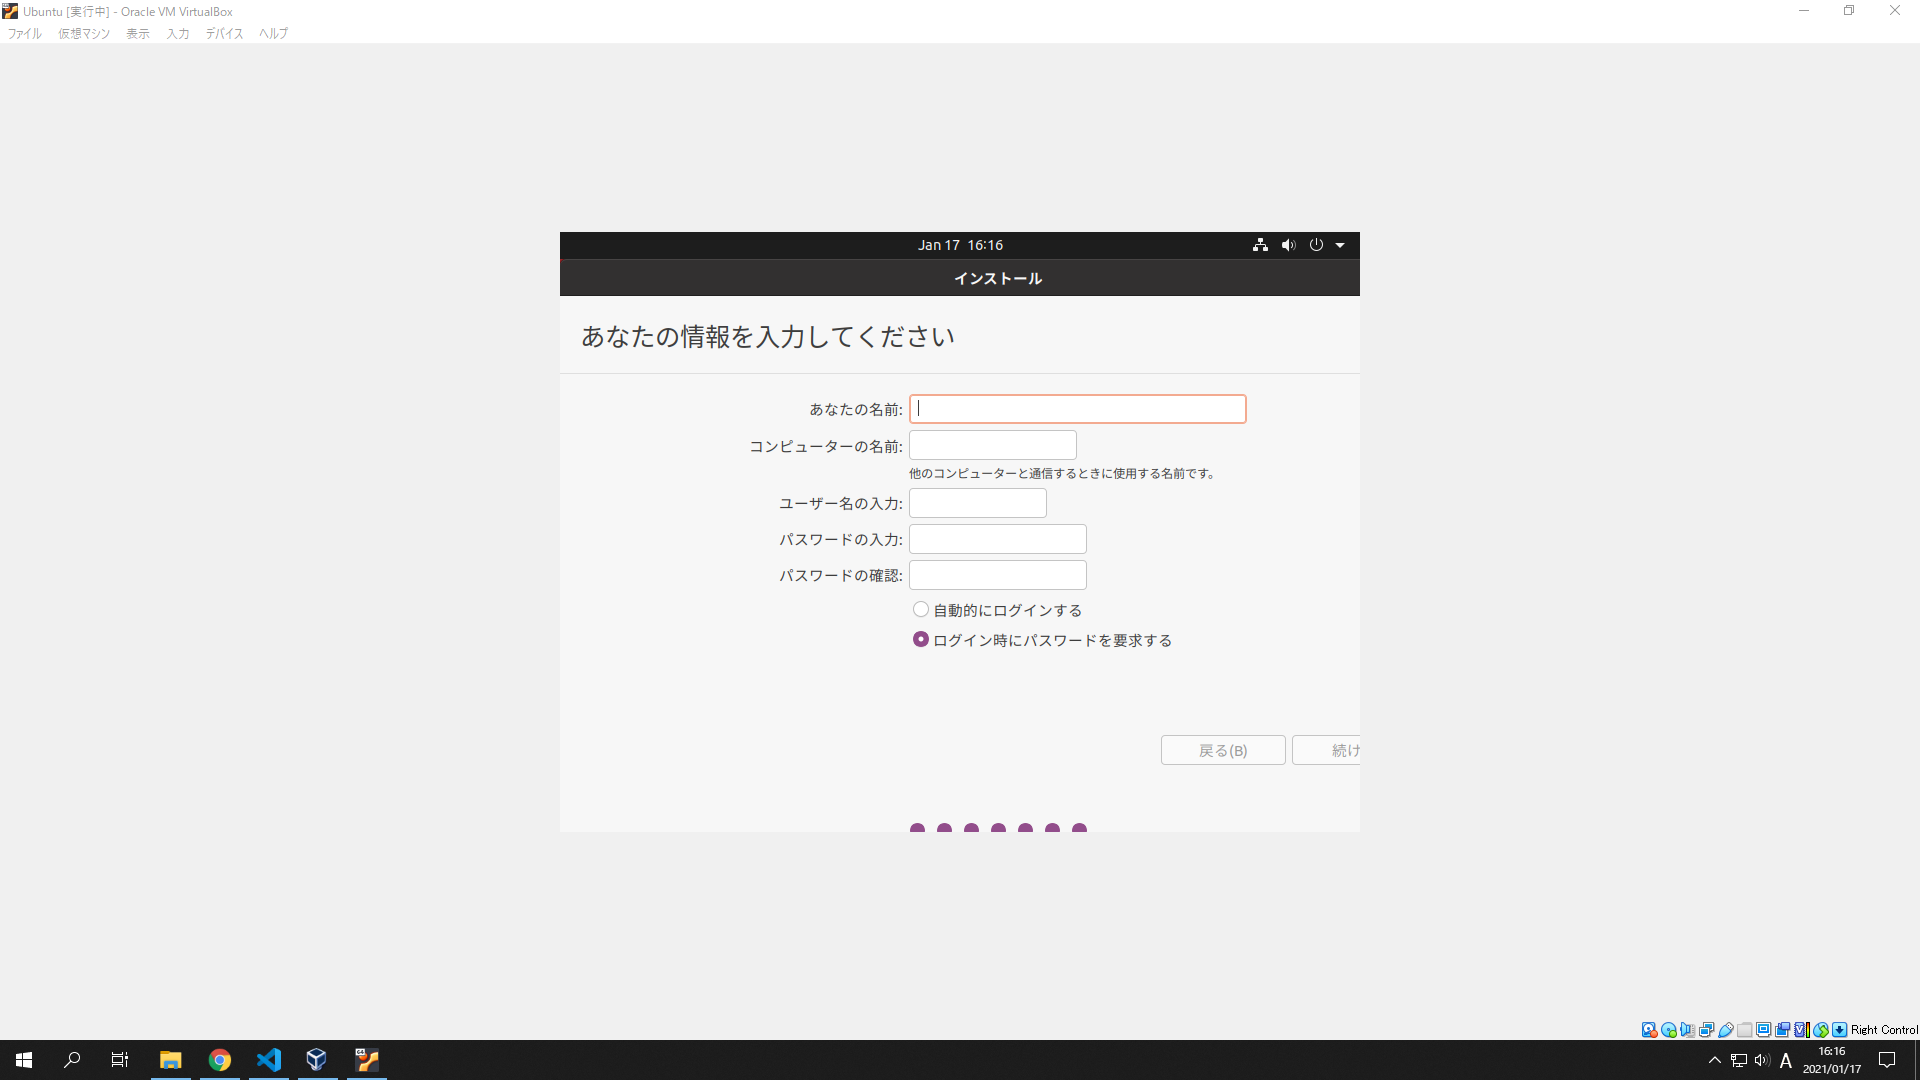 Ubuntu [実行中] - Oracle VM VirtualBox
ファイル 仮想マシン 表示 入力 デバイス ヘルプ
Jan 17 16:16
インストール
あなたの情報を入力してください
あなたの名前:
コンピューターの名前:
他のコンピューターと通信するときに使用する名前です。
ユーザー名の入力:
パスワードの入力:
パスワードの確認:
自動的にログインする
ログイン時にパスワードを要求する
戻る(B) 続け
Right Control
A 16:16
2021/01/17